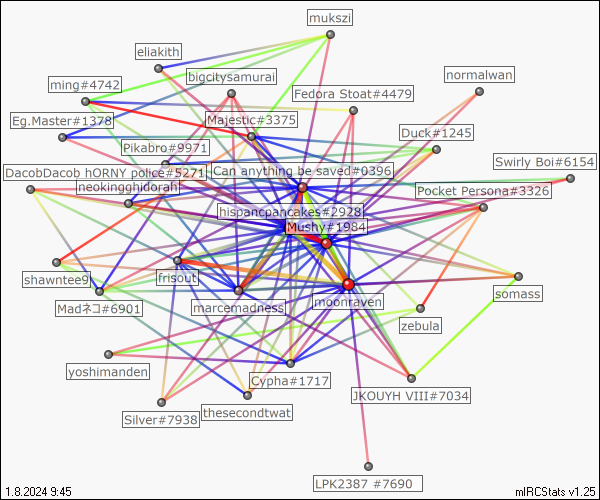 mukszi
eliakith
bigcitysamurai
normalwan
ming#4742
Fedora Stoat#4479
Eg.Master#1378
Majestic#3375
Duck#1245
Pikabro#9971
Swirly Boi#6154
DacobDacob hORNY police#5271
Can anything be saved#0396
neokingghidorah
Pocket Persona#3326
hispancpancakes#2928
Mushy#1984
shawntee9
frisout
somass
Madネコ#6901
marcemadness
moonraven
zebula
yoshimanden
Cypha#1717
JKOUYH VIII#7034
Silver#7938
thesecondtwat
LPK2387 #7690
1.8.2024 9:45
mIRCStats v1.25